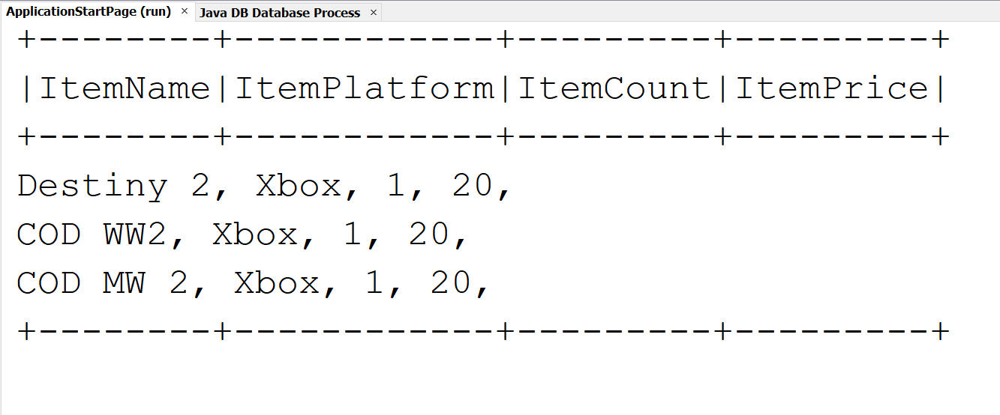 ApplicationStartPage (run) × Java DB Database Process ×
+--------+------------+---------+---------+
|ItemName|ItemPlatform|ItemCount|ItemPrice|
+--------+------------+---------+---------+
Destiny 2, Xbox, 1, 20,
COD WW2, Xbox, 1, 20,
COD MW 2, Xbox, 1, 20,
+--------+------------+---------+---------+